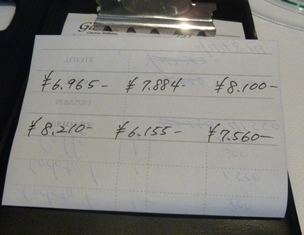 ¥6.965- ¥7.884- ¥8.100-
¥8,210- ¥6.155- ¥7.560-